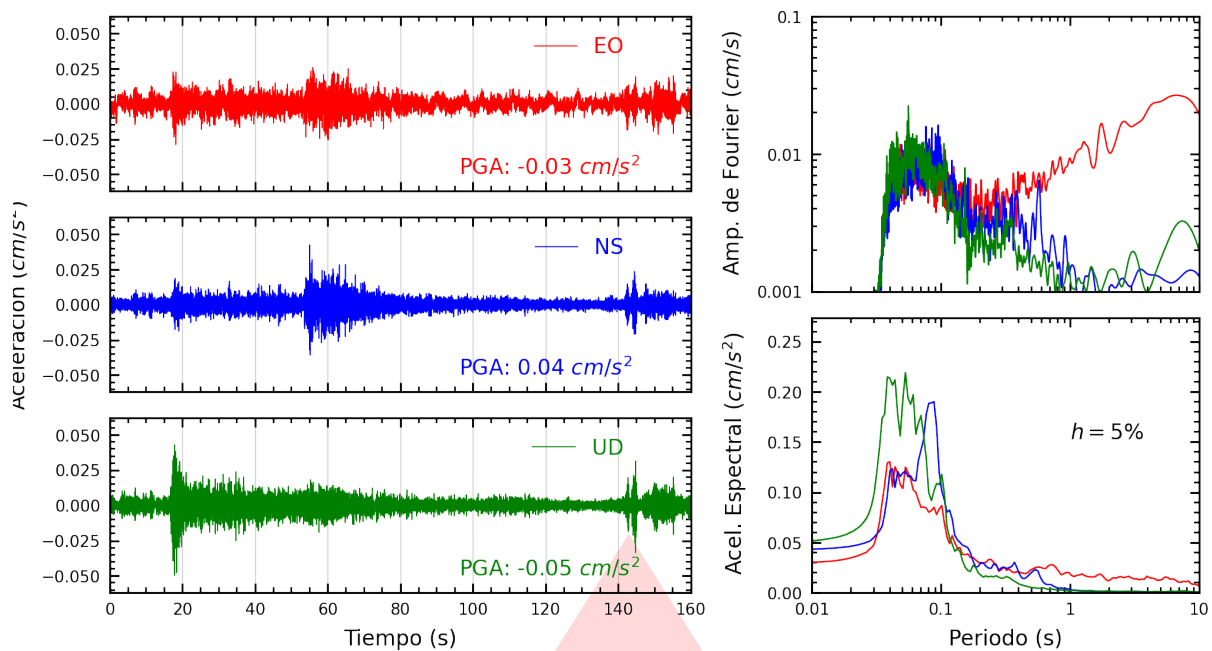 0.050
0.025
0.000
−0.025
−0.050
EO
PGA: -0.03 cm/s²
0.050
0.025
0.000
−0.025
−0.050
NS
PGA: 0.04 cm/s²
0.050
0.025
0.000
−0.025
−0.050
UD
PGA: -0.05 cm/s²
0 20 40 60 80 100 120 140 160
Tiempo (s)
0.1
0.01
0.001
Amp. de Fourier (cm/s)
0.25
0.20
0.15
0.10
0.05
0.00
Acel. Espectral (cm/s²)
h = 5%
0.01 0.1 1 10
Periodo (s)